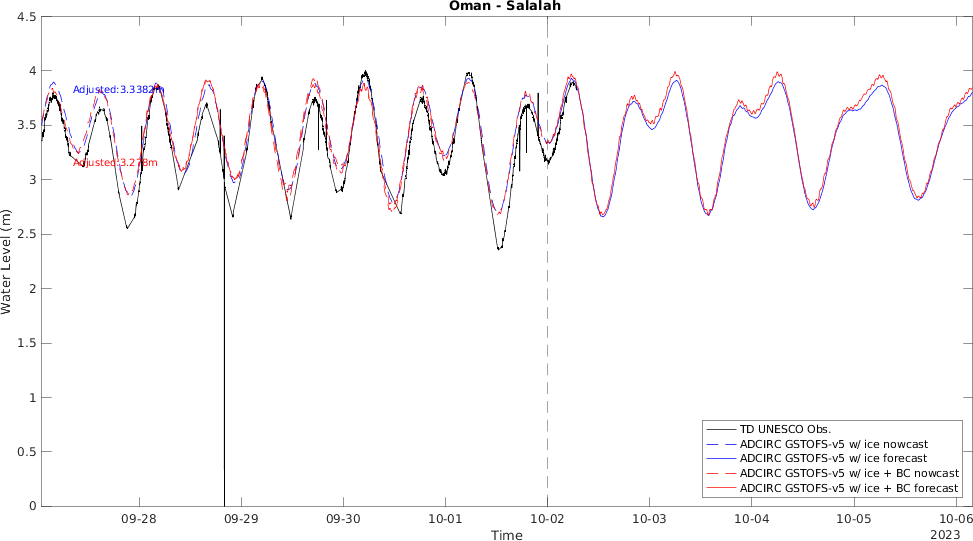 Oman - Salalah
4.5
4
3.5
3
2.5
2
1.5
1
0.5
0
Water Level (m)
Adjusted:3.3382m
Adjusted:3.278m
TD UNESCO Obs.
ADCIRC GSTOFS-v5 w/ ice nowcast
ADCIRC GSTOFS-v5 w/ ice forecast
ADCIRC GSTOFS-v5 w/ ice + BC nowcast
ADCIRC GSTOFS-v5 w/ ice + BC forecast
09-28 09-29 09-30 10-01 10-02 10-03 10-04 10-05 10-06
Time 2023